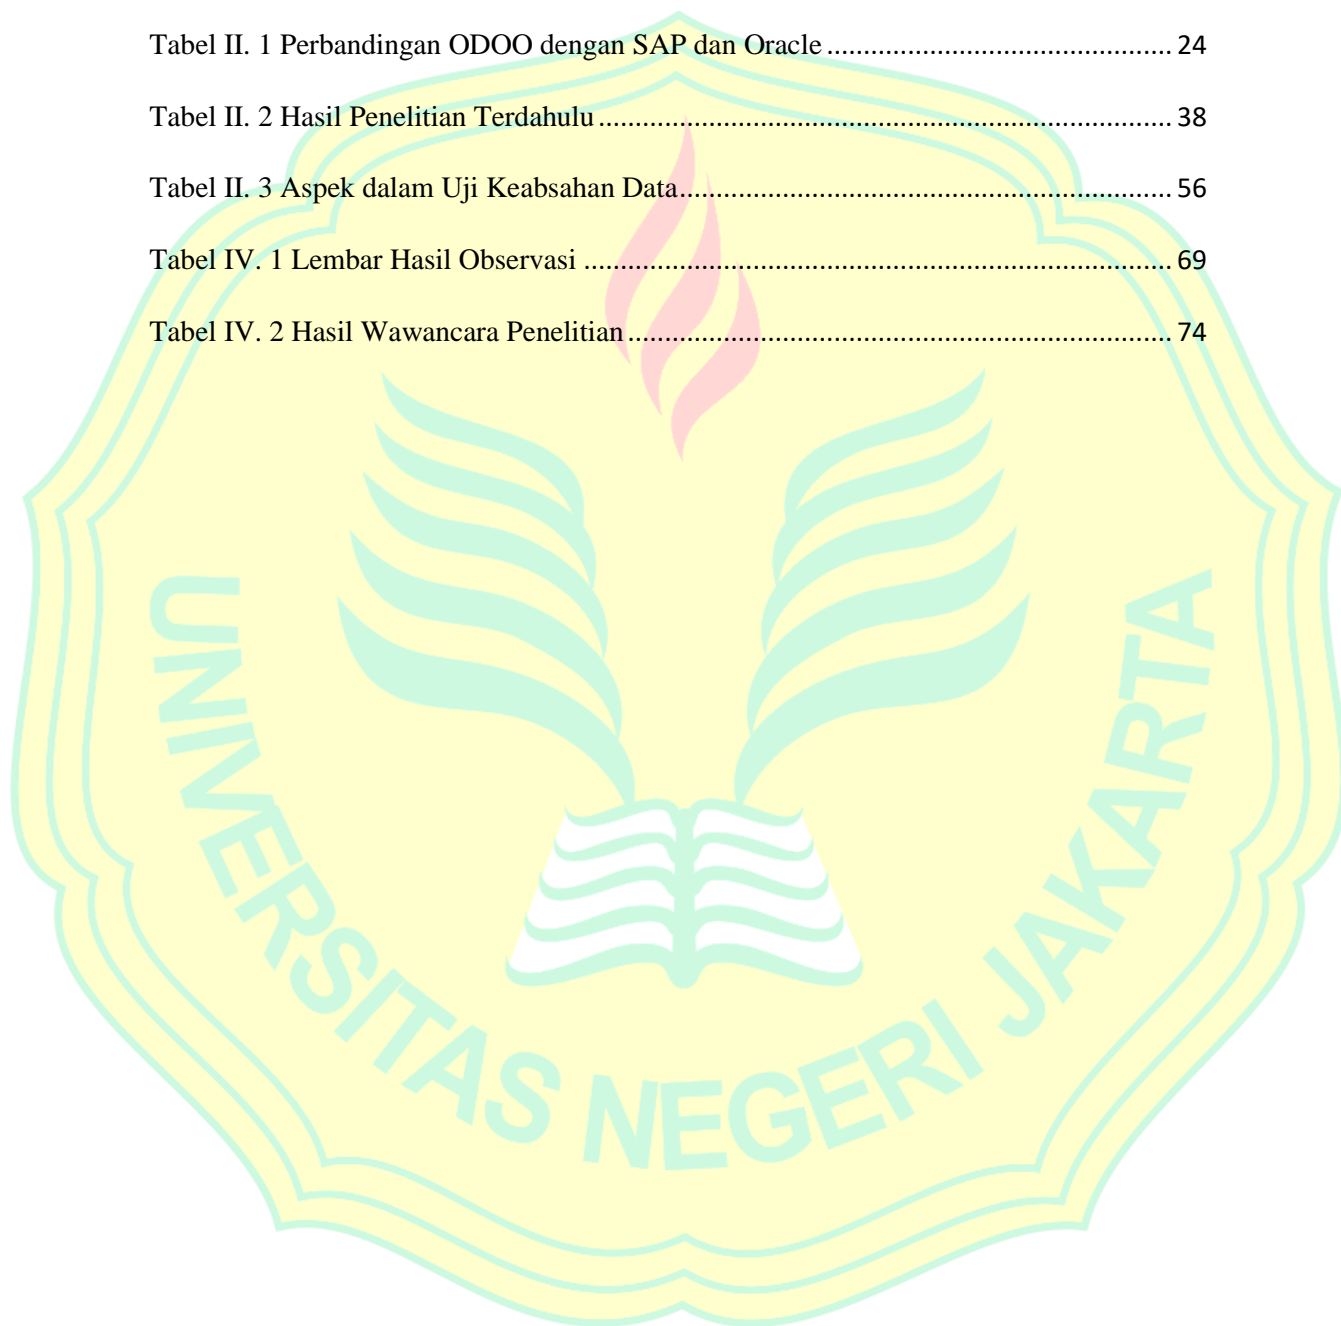 Tabel II. 1 Perbandingan ODOO dengan SAP dan Oracle ............................................... 24
Tabel II. 2 Hasil Penelitian Terdahulu ............................................................................... 38
Tabel II. 3 Aspek dalam Uji Keabsahan Data.................................................................... 56
Tabel IV. 1 Lembar Hasil Observasi ................................................................................. 69
Tabel IV. 2 Hasil Wawancara Penelitian ........................................................................... 74
UNIVERSITAS NEGERI JAKARTA